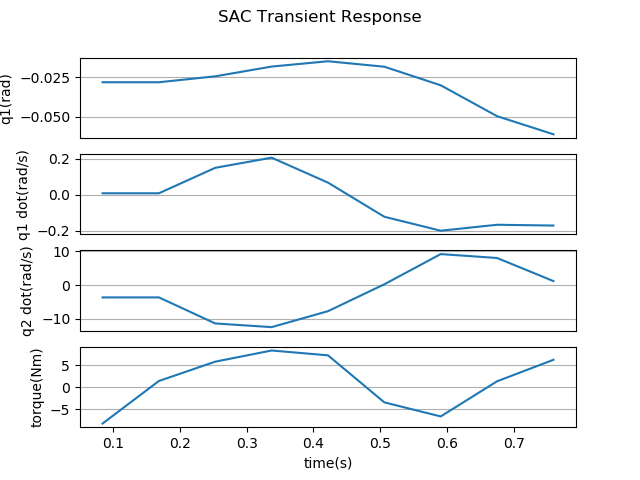 SAC Transient Response
q1(rad)
−0.025
−0.050
q1 dot(rad/s)
0.2
0.0
−0.2
q2 dot(rad/s)
10
0
−10
torque(Nm)
5
0
−5
0.1 0.2 0.3 0.4 0.5 0.6 0.7
time(s)